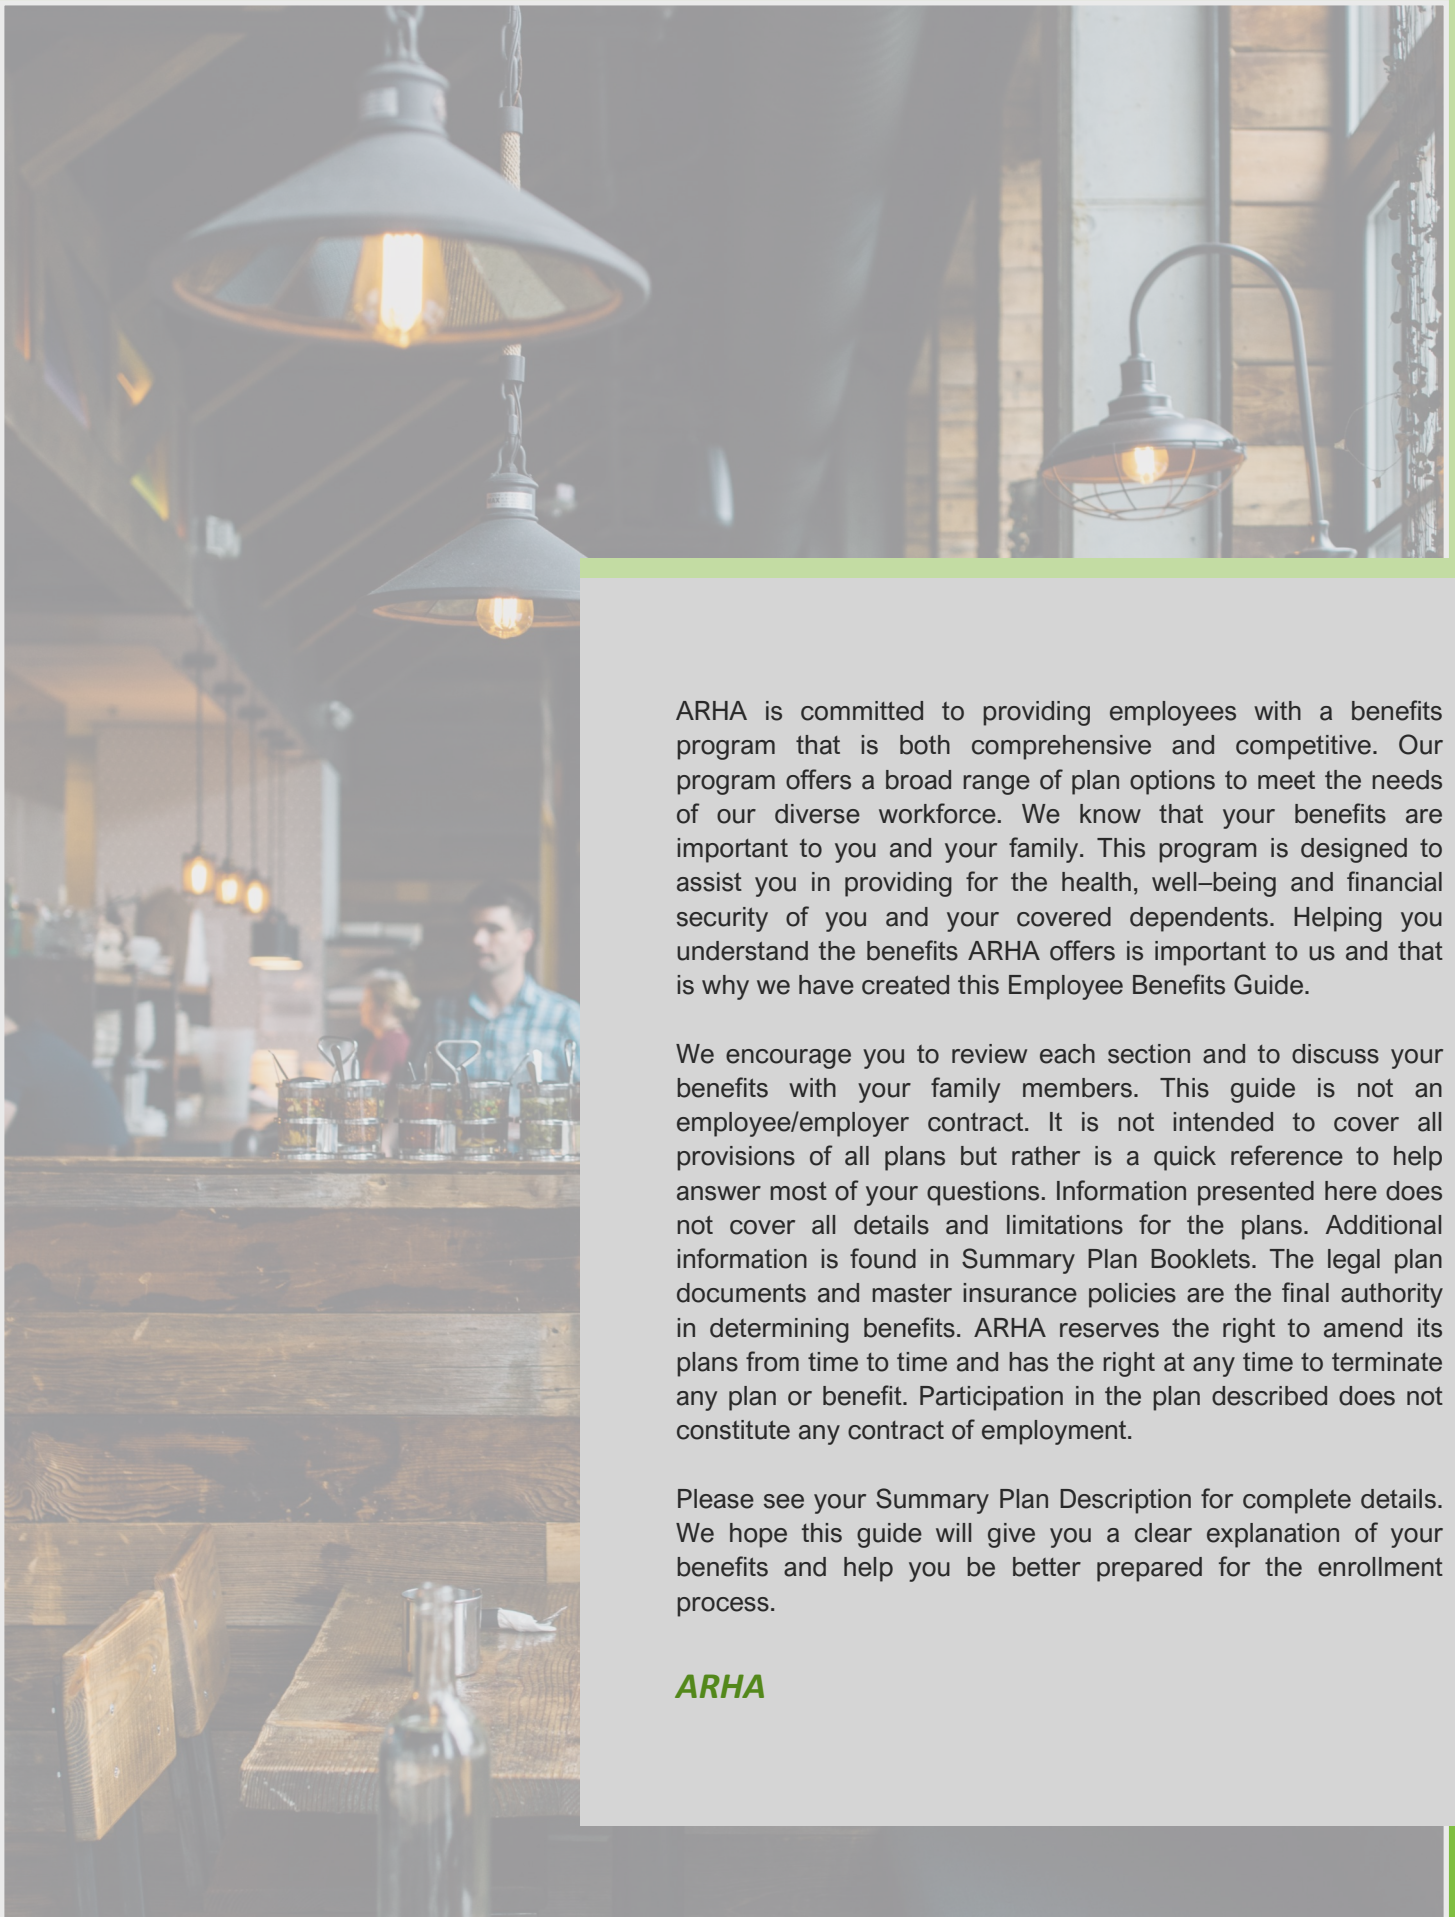 ARHA is committed to providing employees with a benefits
program that is both comprehensive and competitive. Our
program offers a broad range of plan options to meet the needs
of our diverse workforce. We know that your benefits are
important to you and your family. This program is designed to
assist you in providing for the health, well–being and financial
security of you and your covered dependents. Helping you
understand the benefits ARHA offers is important to us and that
is why we have created this Employee Benefits Guide.
We encourage you to review each section and to discuss your
benefits with your family members. This guide is not an
employee/employer contract. It is not intended to cover all
provisions of all plans but rather is a quick reference to help
answer most of your questions. Information presented here does
not cover all details and limitations for the plans. Additional
information is found in Summary Plan Booklets. The legal plan
documents and master insurance policies are the final authority
in determining benefits. ARHA reserves the right to amend its
plans from time to time and has the right at any time to terminate
any plan or benefit. Participation in the plan described does not
constitute any contract of employment.
Please see your Summary Plan Description for complete details.
We hope this guide will give you a clear explanation of your
benefits and help you be better prepared for the enrollment
process.
ARHA